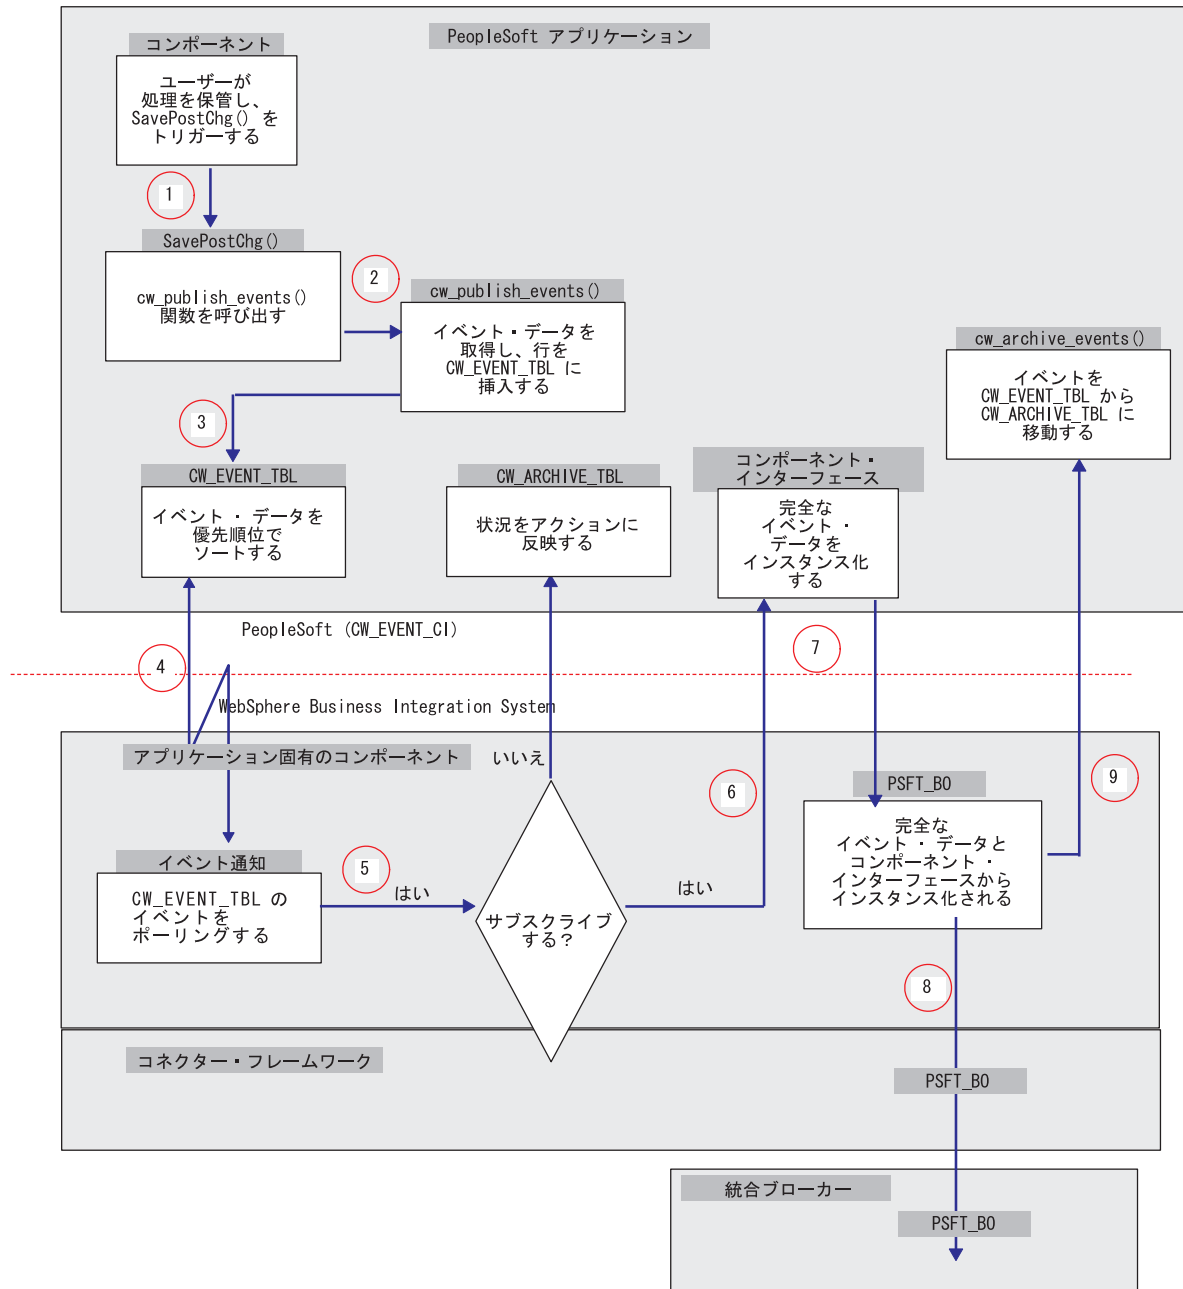 PeopleSoft アプリケーション
コンポーネント
ユーザーが
処理を保管し、
SavePostChg() を
トリガーする
1
SavePostChg()
cw_publish_events()
関数を呼び出す
2
cw_publish_events()
イベント・データを
取得し、行を
CW_EVENT_TBL に
挿入する
cw_archive_events()
イベントを
CW_EVENT_TBL から
CW_ARCHIVE_TBL に
移動する
3
CW_EVENT_TBL
イベント・データを
優先順位で
ソートする
CW_ARCHIVE_TBL
状況をアクションに
反映する
コンポーネント・
インターフェース
完全な
イベント・
データを
インスタンス化
する
PeopleSoft (CW_EVENT_CI)
4
7
WebSphere Business Integration System
アプリケーション固有のコンポーネント
いいえ
6
PSFT_BO
9
完全な
イベント・データと
コンポーネント・
インターフェースから
インスタンス化される
イベント通知
CW_EVENT_TBL の
イベントを
ポーリングする
5
はい
サブスクライブ
する?
はい
8
コネクター・フレームワーク
PSFT_BO
統合ブローカー
PSFT_BO